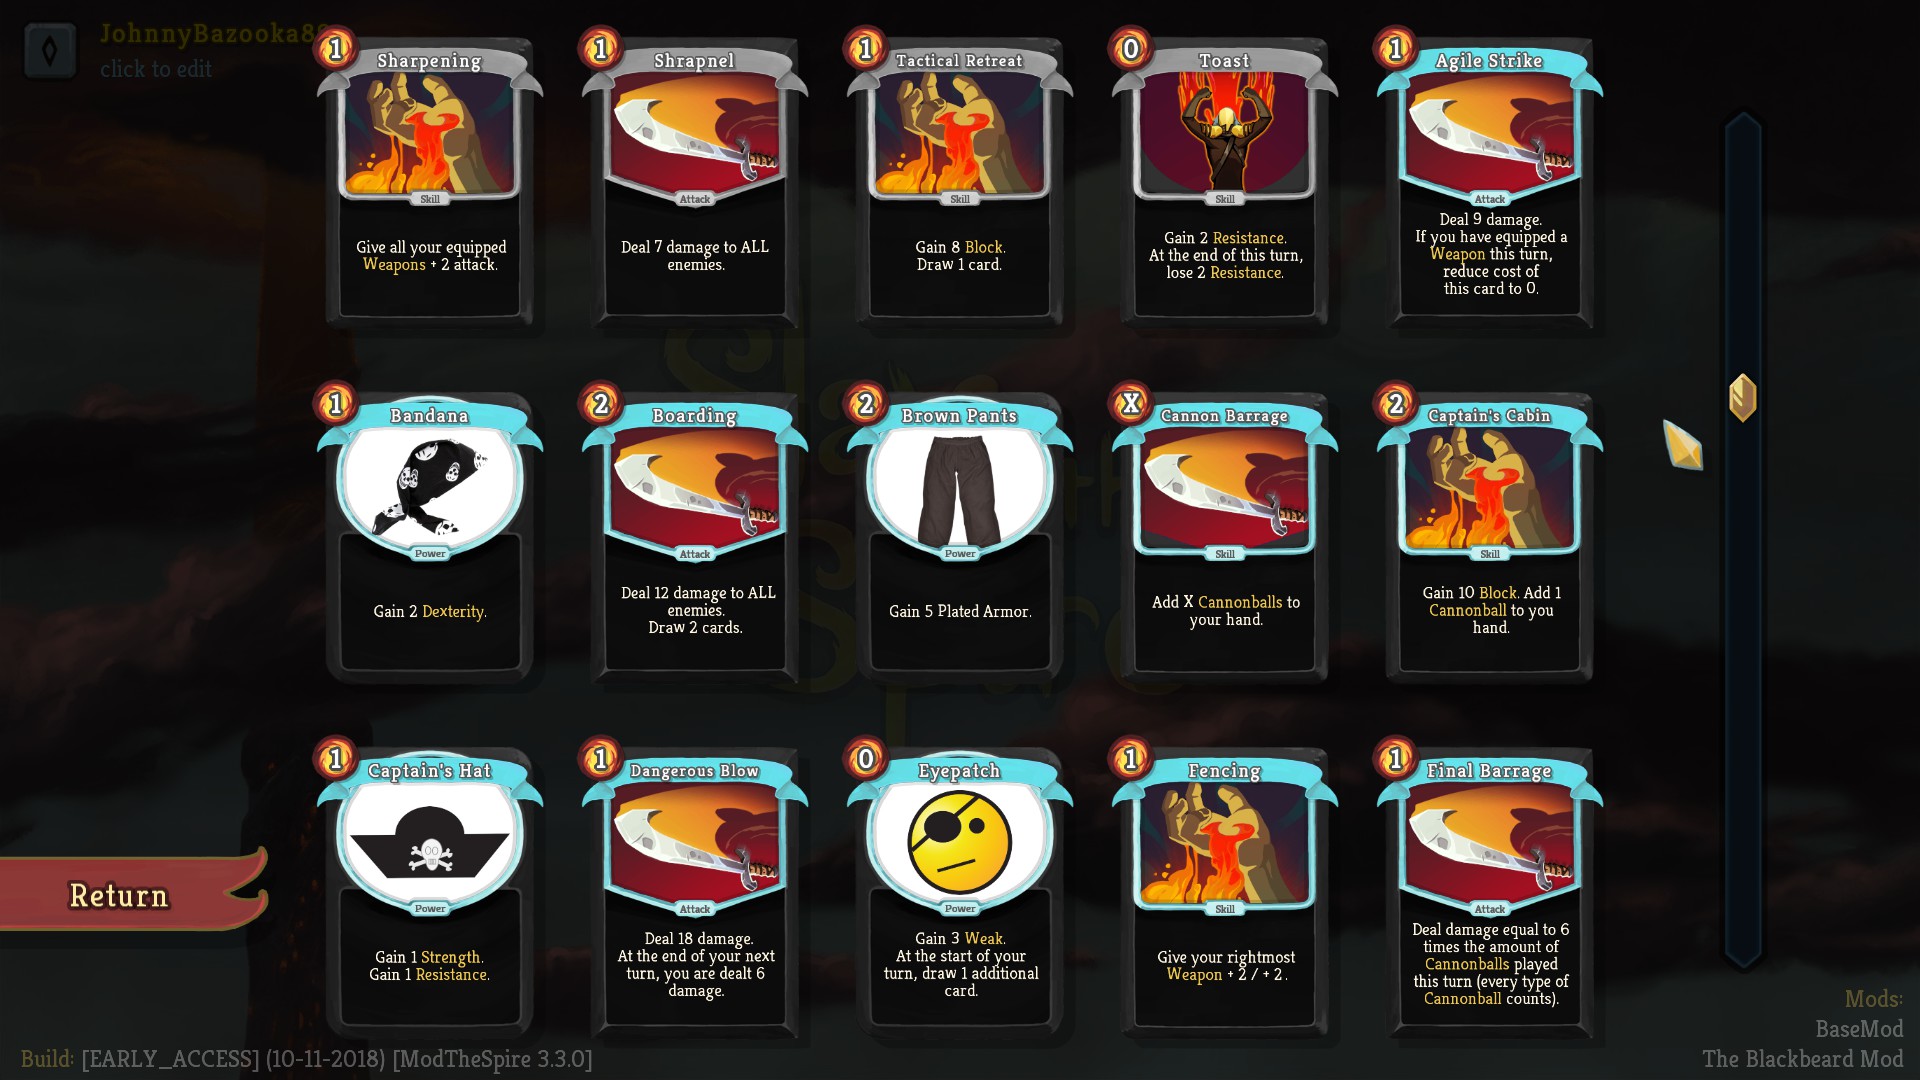 JohnnyBazooka8
click to edit
1
Sharpening
Skill
Give all your equipped
Weapons + 2 attack.
1
Shrapnel
Attack
Deal 7 damage to ALL
enemies.
1
Tactical Retreat
Skill
Gain 8 Block.
Draw 1 card.
0
Toast
Skill
Gain 2 Resistance.
At the end of this turn,
lose 2 Resistance.
1
Agile Strike
Attack
Deal 9 damage.
If you have equipped a
Weapon this turn,
reduce cost of
this card to 0.
1
Bandana
Power
Gain 2 Dexterity.
2
Boarding
Attack
Deal 12 damage to ALL
enemies.
Draw 2 cards.
2
Brown Pants
Power
Gain 5 Plated Armor.
X
Cannon Barrage
Skill
Add X Cannonballs to
your hand.
2
Captain's Cabin
Skill
Gain 10 Block. Add 1
Cannonball to you
hand.
1
Captain's Hat
Power
Gain 1 Strength.
Gain 1 Resistance.
1
Dangerous Blow
Attack
Deal 18 damage.
At the end of your next
turn, you are dealt 6
damage.
0
Eyepatch
Power
Gain 3 Weak.
At the start of your
turn, draw 1 additional
card.
1
Fencing
Skill
Give your rightmost
Weapon + 2 / + 2 .
1
Final Barrage
Attack
Deal damage equal to 6
times the amount of
Cannonballs played
this turn (every type of
Cannonball counts).
Return
Mods:
BaseMod
The Blackbeard Mod
Build: [EARLY_ACCESS] (10-11-2018) [ModTheSpire 3.3.0]